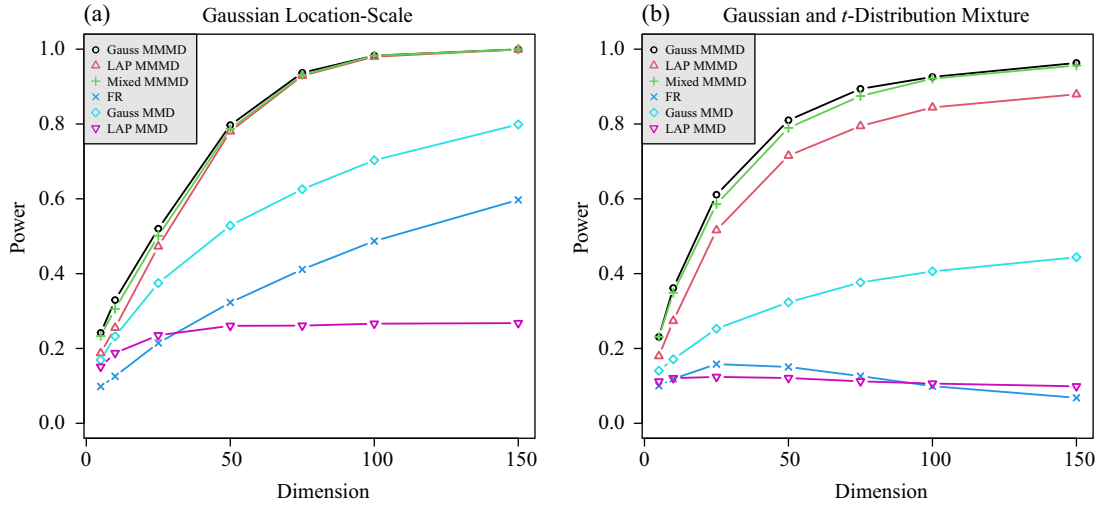 (a) Gaussian Location-Scale
Gauss MMMD
LAP MMMD
Mixed MMMD
FR
Gauss MMD
LAP MMD
1.0
0.8
0.6
0.4
0.2
0.0
Power
0 50 100 150
Dimension
(b) Gaussian and t-Distribution Mixture
Gauss MMMD
LAP MMMD
Mixed MMMD
FR
Gauss MMD
LAP MMD
1.0
0.8
0.6
0.4
0.2
0.0
Power
0 50 100 150
Dimension